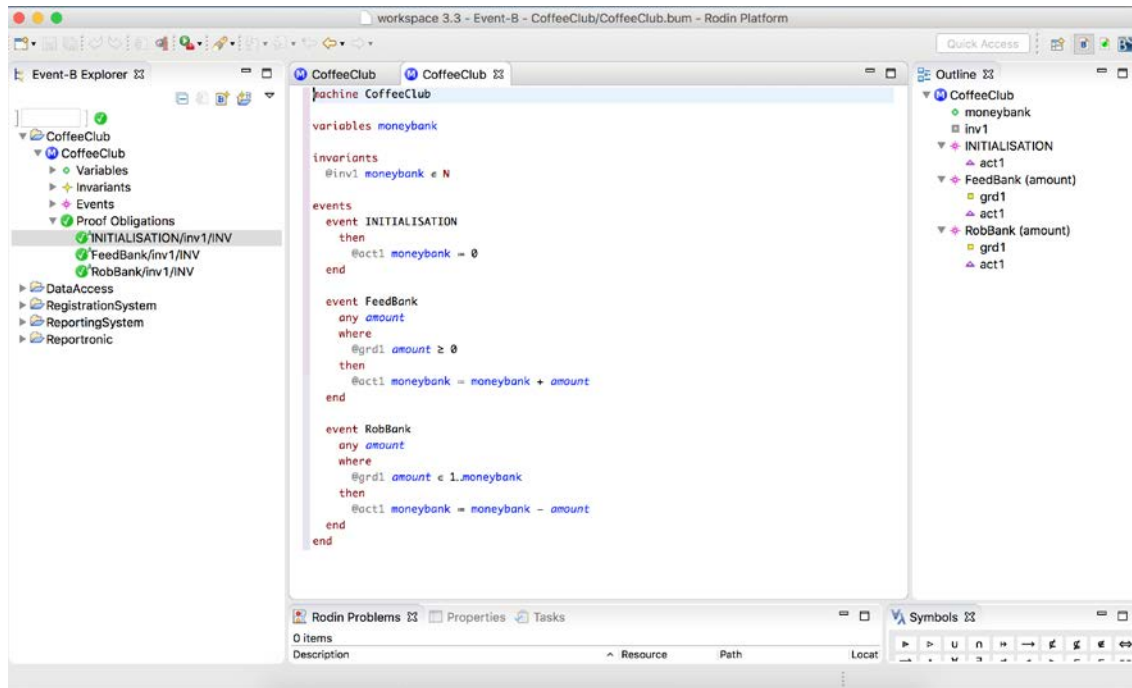 workspace 3.3 - Event-B - CoffeeClub/CoffeeClub.bum - Rodin Platform
Quick Access
Event-B Explorer
CoffeeClub
CoffeeClub
Variables
Invariants
Events
Proof Obligations
INITIALISATION/inv1/INV
FeedBank/inv1/INV
RobBank/inv1/INV
DataAccess
RegistrationSystem
ReportingSystem
Reportronic
CoffeeClub
CoffeeClub
machine CoffeeClub
variables moneybank
invariants
@inv1 moneybank ∈ ℕ
events
event INITIALISATION
then
@act1 moneybank ≔ 0
end
event FeedBank
any amount
where
@grd1 amount ≥ 0
then
@act1 moneybank ≔ moneybank + amount
end
event RobBank
any amount
where
@grd1 amount ∈ 1‥moneybank
then
@act1 moneybank ≔ moneybank − amount
end
end
Outline
CoffeeClub
moneybank
inv1
INITIALISATION
act1
FeedBank (amount)
grd1
act1
RobBank (amount)
grd1
act1
Rodin Problems Properties Tasks
0 items
Description Resource Path Locat
Symbols